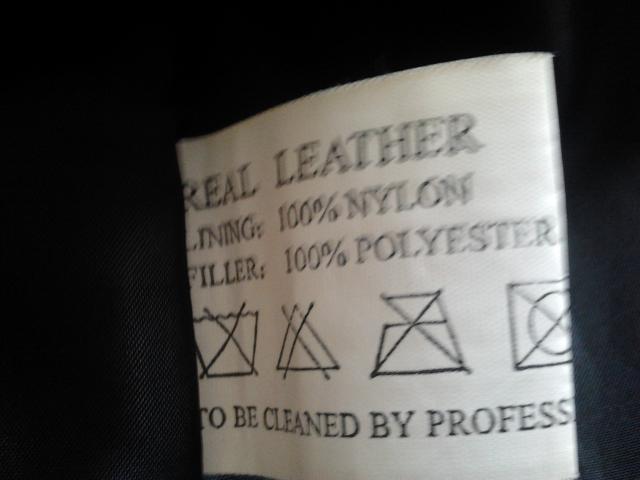 REAL LEATHER
LINING: 100% NYLON
FILLER: 100% POLYESTER
TO BE CLEANED BY PROFESS